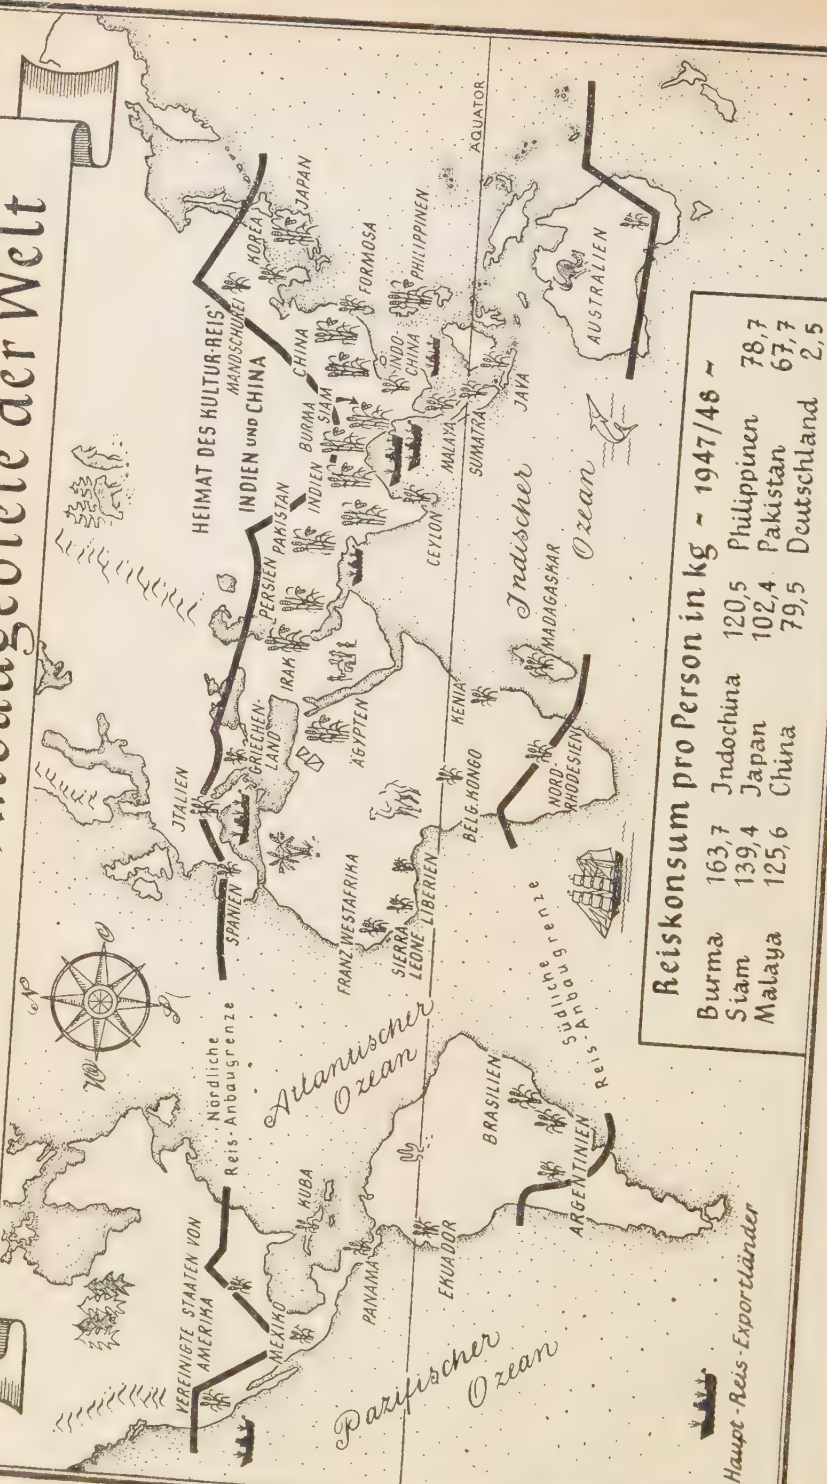 der Welt
N
O
S
W
HEIMAT DES KULTUR-REIS'
INDIEN UND CHINA
MANDSCHUREI
KOREA
JAPAN
CHINA
FORMOSA
PHILIPPINEN
INDO-
CHINA
SIAM
BURMA
INDIEN
PAKISTAN
PERSIEN
IRAK
CEYLON
MALAYA
SUMATRA
JAVA
ÄQUATOR
AUSTRALIEN
Indischer
Ozean
MADAGASKAR
KENIA
BELG. KONGO
NORD-
RHODESIEN
ÄGYPTEN
GRIECHEN-
LAND
JTALIEN
SPANIEN
FRANZ. WESTAFRIKA
SIERRA
LEONE
LIBERIEN
Nördliche
Reis-Anbaugrenze
Atlantischer
Ozean
Südliche
Reis-Anbaugrenze
VEREINIGTE STAATEN VON
AMERIKA
MEXIKO
KUBA
PANAMA
EKUADOR
BRASILIEN
ARGENTINIEN
Pazifischer
Ozean
Haupt-Reis-Exportländer
Reiskonsum pro Person in kg ~ 1947/48 ~
Burma 163,7 Indochina 120,5 Philippinen 78,7
Siam 139,4 Japan 102,4 Pakistan 67,7
Malaya 125,6 China 79,5 Deutschland 2,5